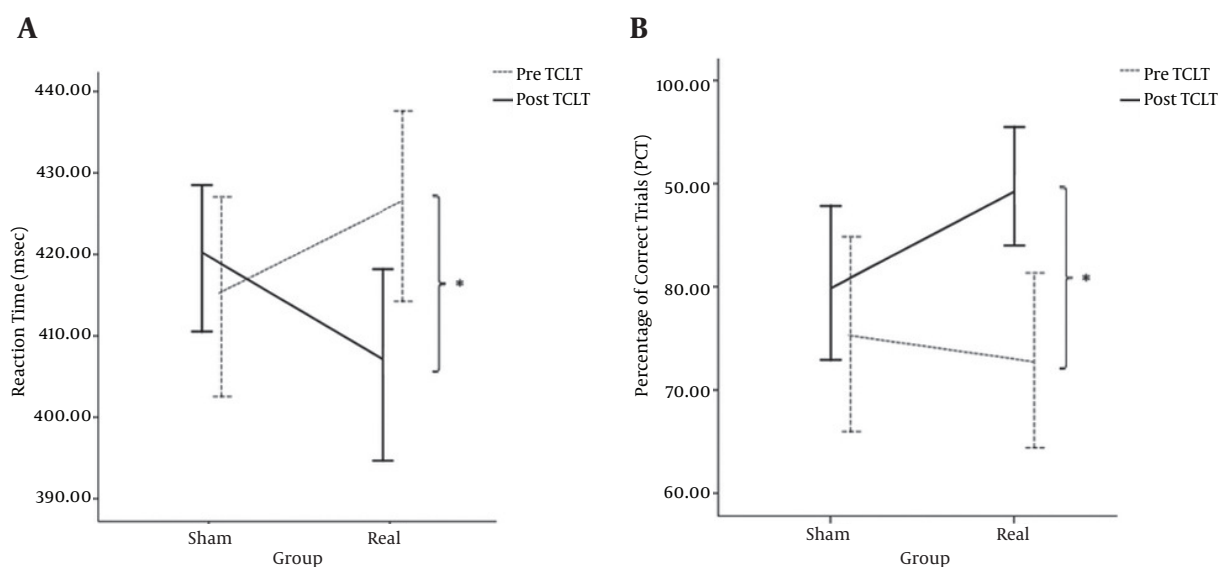 A
Pre TCLT
Post TCLT
Reaction Time (msec)
440.00
430.00
420.00
410.00
400.00
390.00
*
Sham
Real
Group
B
Pre TCLT
Post TCLT
Percentage of Correct Trials (PCT)
100.00
50.00
80.00
70.00
60.00
*
Sham
Real
Group